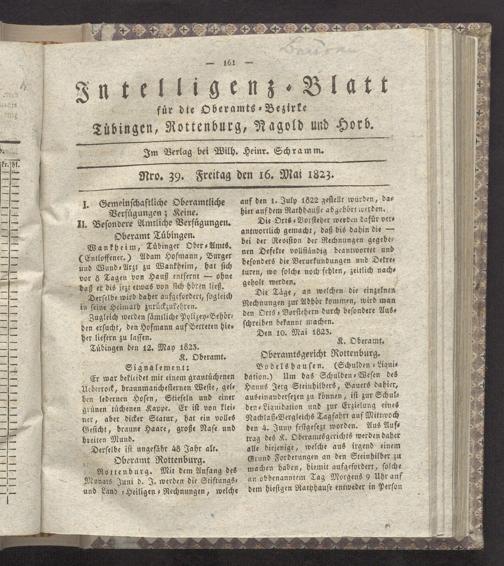 — 161 —
Intelligenz-Blatt
für die Oberamts-Bezirke
Tübingen, Rottenburg, Nagold und Horb.
Im Verlag bei Wilh. Heinr. Schramm.
Nro. 39. Freitag den 16. Mai 1823.
I. Gemeinschaftliche Oberamtliche
Verfügungen; Keine.
II. Besondere Amtliche Verfügungen.
Oberamt Tübingen.
Wankheim, Tübinger Ober-Amts.
(Entloffener.) Adam Hofmann, Burger
und Wund-Arzt zu Wankheim, hat sich
vor 8 Tagen von Hauß entfernt — ohne
daß er bis jezt etwas von sich hören ließ.
Derselbe wird daher aufgefordert, sogleich
in seine Heimath zurückzukehren.
Zugleich werden sämtliche Polizey-Behör-
den ersucht, den Hofmann auf Betreten hie-
her liefern zu lassen.
Tübingen den 12. May 1823.
K. Oberamt.
Signalement:
Er war bekleidet mit einem grantüchenen
Ueberrock, braunmanchesternen Weste, gel-
ben ledernen Hosen, Stiefeln und einer
grünen tüchenen Kappe. Er ist von klei-
ner, aber dicker Statur, hat ein volles
Gesicht, braune Haare, große Nase und
breiten Mund.
Derselbe ist ungefähr 48 Jahr alt.
Oberamt Rottenburg.
Rottenburg. Mit dem Anfang des
Monats Juni d. J. werden die Stiftungs-
und Land-Heiligen-Rechnungen, welche
auf den 1. July 1822 gestellt wurden, da-
hier auf dem Rathhauße abgehört werden.
Die Orts-Vorsteher werden dafür ver-
antwortlich gemacht, daß bis dahin die —
bei der Revision der Rechnungen gegebe-
nen Defekte vollständig beantwortet und
besonders die Beurkundungen und Dekre-
turen, wo solche noch fehlen, zeitlich nach-
geholt werden.
Die Täge, an welchen die einzelnen
Rechnungen zur Abhör kommen, wird man
den Orts-Vorstehern durch besondere Aus-
schreiben bekannt machen.
Den 10. Mai 1823.
K. Oberamt.
Oberamtsgericht Rottenburg.
Bodelshausen. (Schulden-Liqui-
dation.) Um das Schulden-Wesen des
Hanns Jerg Steinhilbers, Bauers dahier,
auseinandersezen zu können, ist zur Schul-
den-Liquidation und zur Erzielung eines
Nachlaß-Vergleichs Tagfahrt auf Mittwoch
den 4. Juny festgesezt worden. Aus Auf-
trag des K. Oberamtsgerichts werden daher
alle diejenige, welche aus irgend einem
Grund Forderungen an den Steinhilber zu
machen haben, hiemit aufgefordert, solche
an obbenanntem Tag Morgens 9 Uhr auf
dem hiesigen Rathhauße entweder in Person